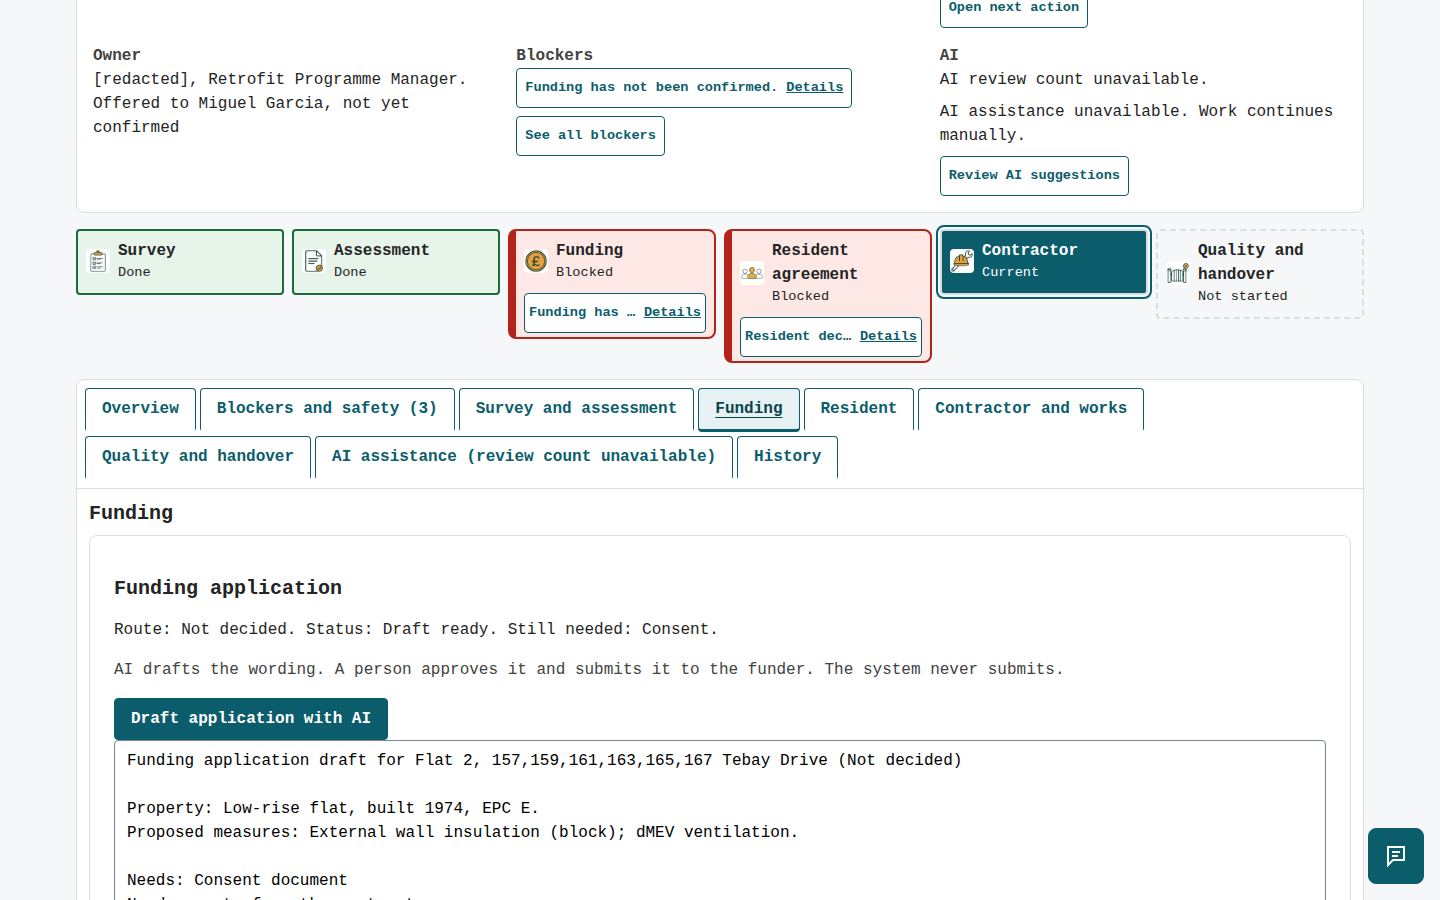 Open next action
Owner
[redacted], Retrofit Programme Manager.
Offered to Miguel Garcia, not yet
confirmed
Blockers
Funding has not been confirmed. Details
See all blockers
AI
AI review count unavailable.
AI assistance unavailable. Work continues
manually.
Review AI suggestions
Survey
Done
Assessment
Done
Funding
Blocked
Funding has … Details
Resident
agreement
Blocked
Resident dec… Details
Contractor
Current
Quality and
handover
Not started
Overview
Blockers and safety (3)
Survey and assessment
Funding
Resident
Contractor and works
Quality and handover
AI assistance (review count unavailable)
History
Funding
Funding application
Route: Not decided. Status: Draft ready. Still needed: Consent.
AI drafts the wording. A person approves it and submits it to the funder. The system never submits.
Draft application with AI
Funding application draft for Flat 2, 157,159,161,163,165,167 Tebay Drive (Not decided)
Property: Low-rise flat, built 1974, EPC E.
Proposed measures: External wall insulation (block); dMEV ventilation.
Needs: Consent document